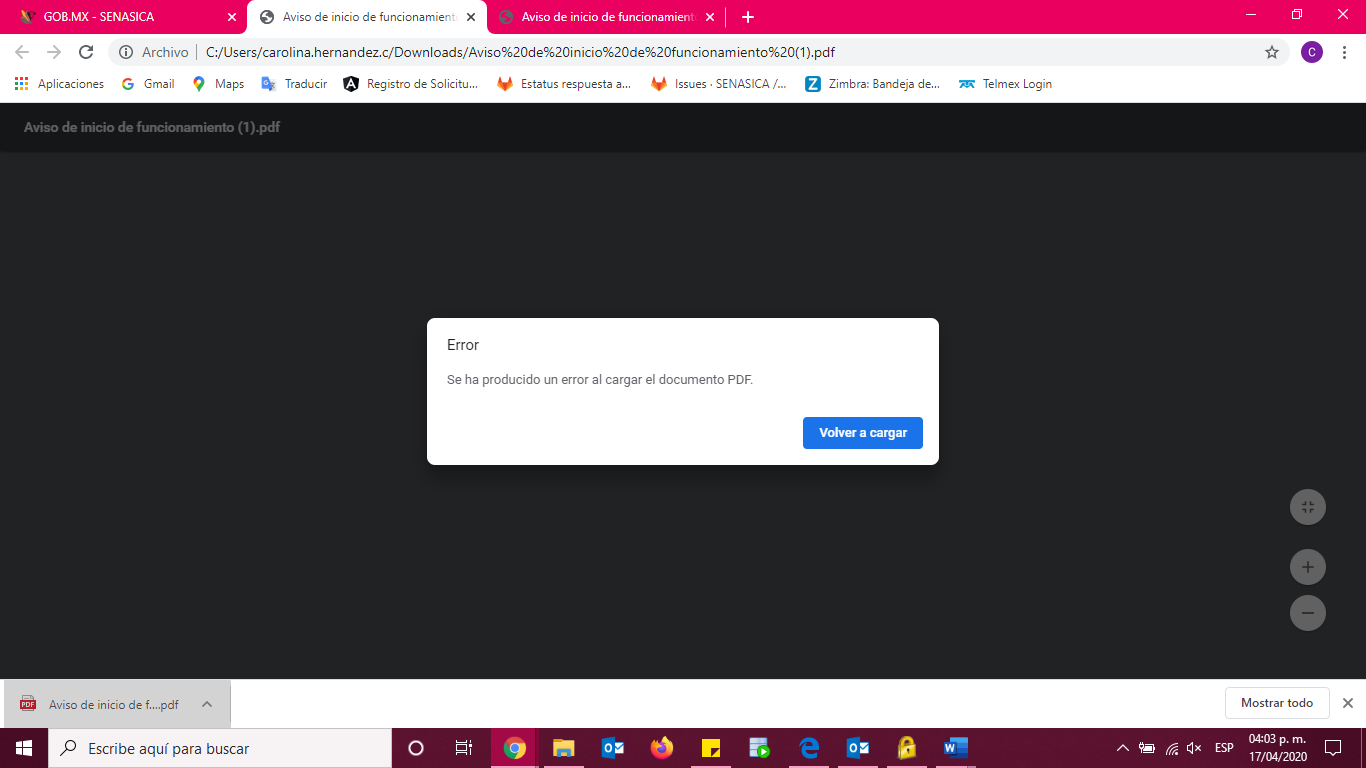 GOB.MX - SENASICA
Aviso de inicio de funcionamient
Aviso de inicio de funcionamient
Archivo
C:/Users/carolina.hernandez.c/Downloads/Aviso%20de%20inicio%20de%20funcionamiento%20(1).pdf
C
Aplicaciones
Gmail
Maps
Traducir
Registro de Solicitu...
Estatus respuesta a...
Issues · SENASICA /...
Zimbra: Bandeja de...
Telmex Login
Aviso de inicio de funcionamiento (1).pdf
Error
Se ha producido un error al cargar el documento PDF.
Volver a cargar
PDF
Aviso de inicio de f....pdf
Mostrar todo
Escribe aquí para buscar
ESP
04:03 p. m.
17/04/2020